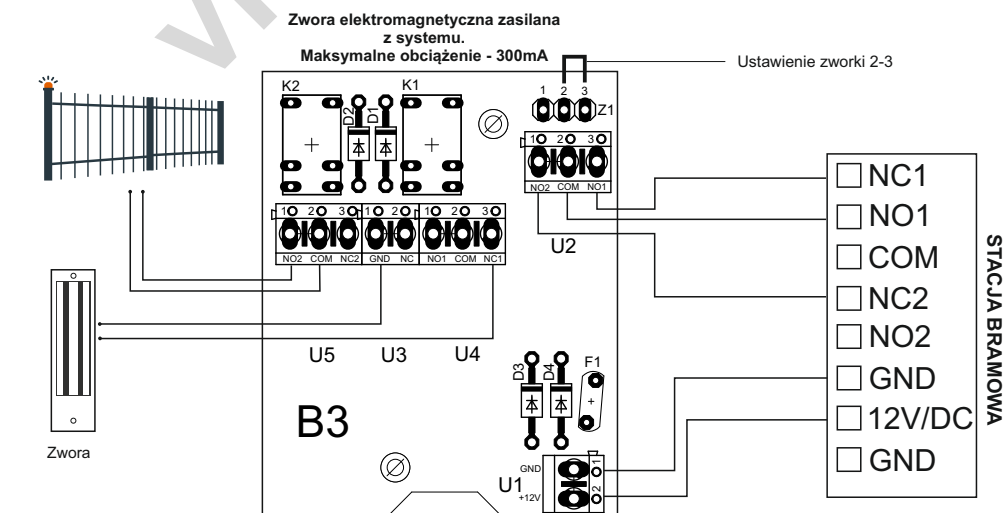 Zwora elektromagnetyczna zasilana
z systemu.
Maksymalne obciążenie - 300mA
Ustawienie zworki 2-3
K2
K1
D2
D1
1 2 3
Z1
1 2 3
NO2 COM NO1
U2
1 2 3 1 2 1 2 3
NO2 COM NC2 GND NC NO1 COM NC1
U5 U3 U4
D3
D4
F1
B3
Zwora
GND
+12V
U1
1
2
NC1
NO1
COM
NC2
NO2
GND
12V/DC
GND
STACJA BRAMOWA